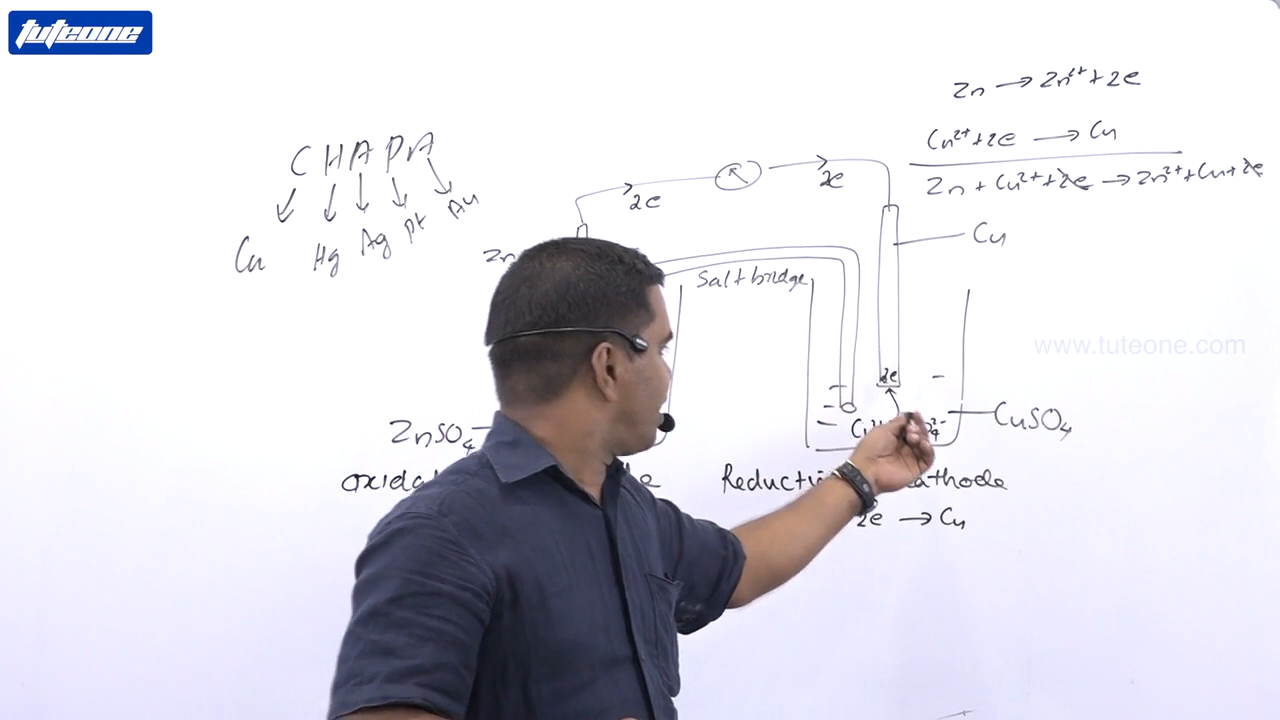 tuteone
Zn → Zn²⁺ + 2e
Cu²⁺ + 2e → Cu
Zn + Cu²⁺ + 2e → Zn²⁺ + Cu + 2e
C H A P A
Cu Hg Ag Pt Au
2e 2e
Zn
Cu
Salt bridge
www.tuteone.com
2e
ZnSO₄
CuSO₄
Reducti
athode
2e → Cu